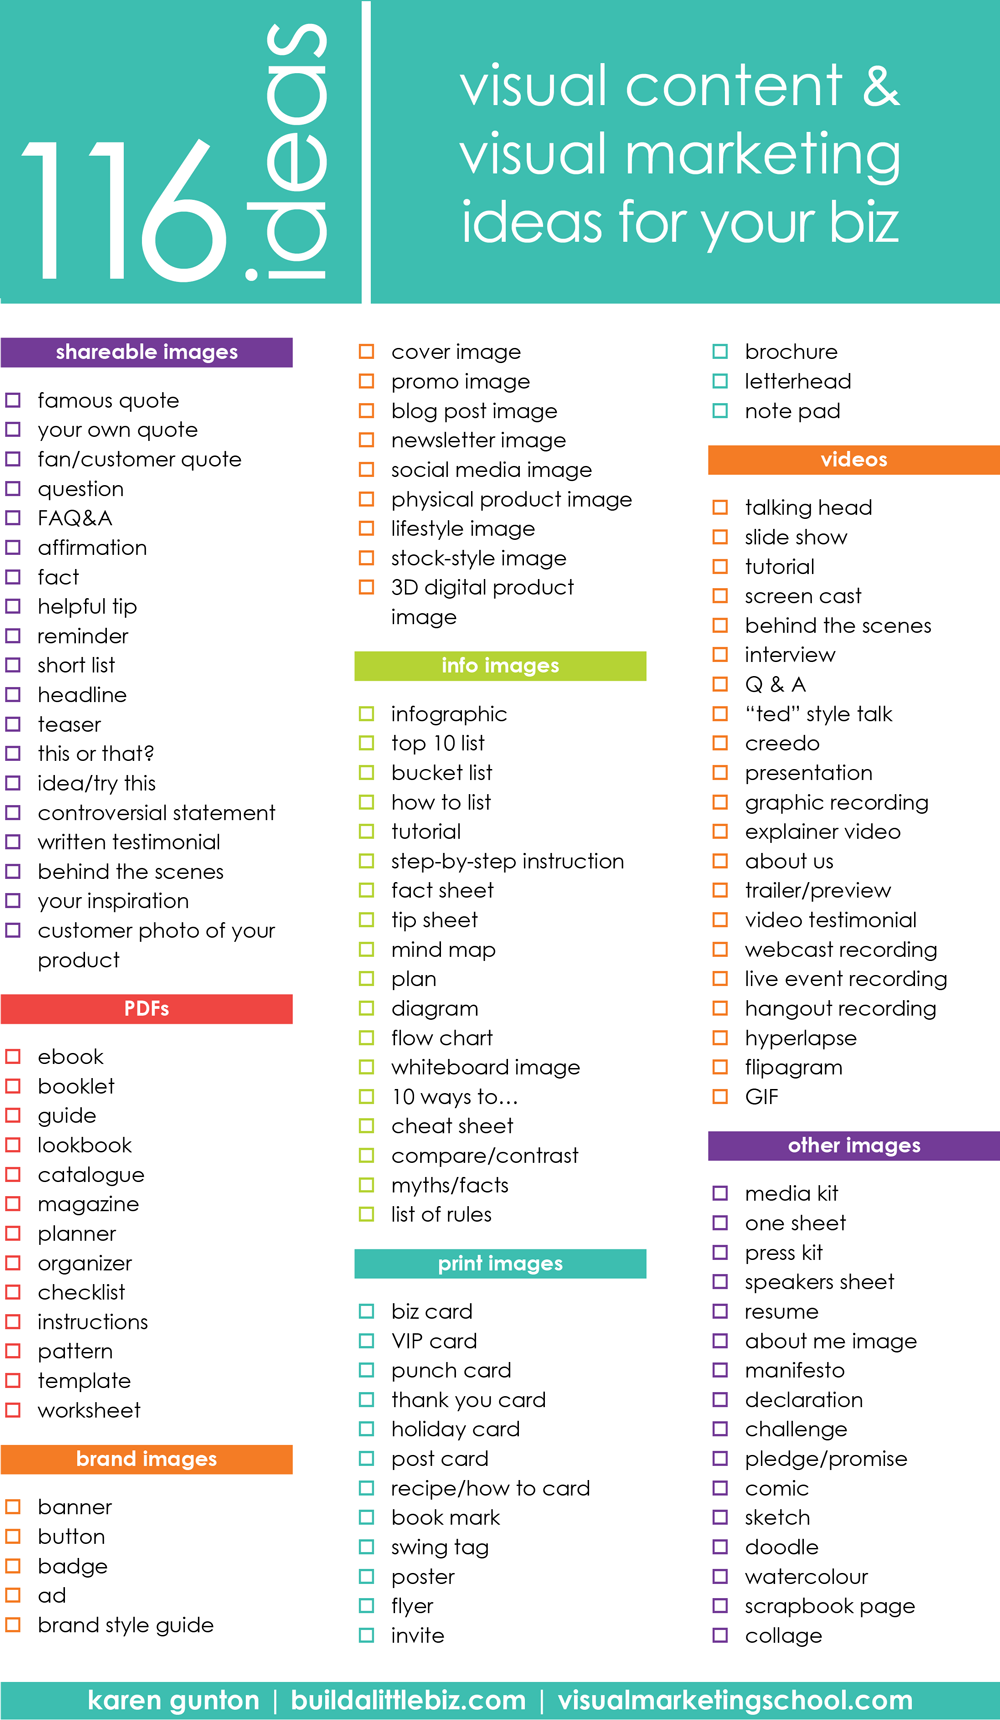 116 ideas
visual content &
visual marketing
ideas for your biz
shareable images
famous quote
your own quote
fan/customer quote
question
FAQ&A
affirmation
fact
helpful tip
reminder
short list
headline
teaser
this or that?
idea/try this
controversial statement
written testimonial
behind the scenes
your inspiration
customer photo of your
product
PDFs
ebook
booklet
guide
lookbook
catalogue
magazine
planner
organizer
checklist
instructions
pattern
template
worksheet
brand images
banner
button
badge
ad
brand style guide
cover image
promo image
blog post image
newsletter image
social media image
physical product image
lifestyle image
stock-style image
3D digital product
image
info images
infographic
top 10 list
bucket list
how to list
tutorial
step-by-step instruction
fact sheet
tip sheet
mind map
plan
diagram
flow chart
whiteboard image
10 ways to...
cheat sheet
compare/contrast
myths/facts
list of rules
print images
biz card
VIP card
punch card
thank you card
holiday card
post card
recipe/how to card
book mark
swing tag
poster
flyer
invite
brochure
letterhead
note pad
videos
talking head
slide show
tutorial
screen cast
behind the scenes
interview
Q & A
“ted” style talk
creedo
presentation
graphic recording
explainer video
about us
trailer/preview
video testimonial
webcast recording
live event recording
hangout recording
hyperlapse
flipagram
GIF
other images
media kit
one sheet
press kit
speakers sheet
resume
about me image
manifesto
declaration
challenge
pledge/promise
comic
sketch
doodle
watercolour
scrapbook page
collage
karen gunton | buildalittlebiz.com | visualmarketingschool.com